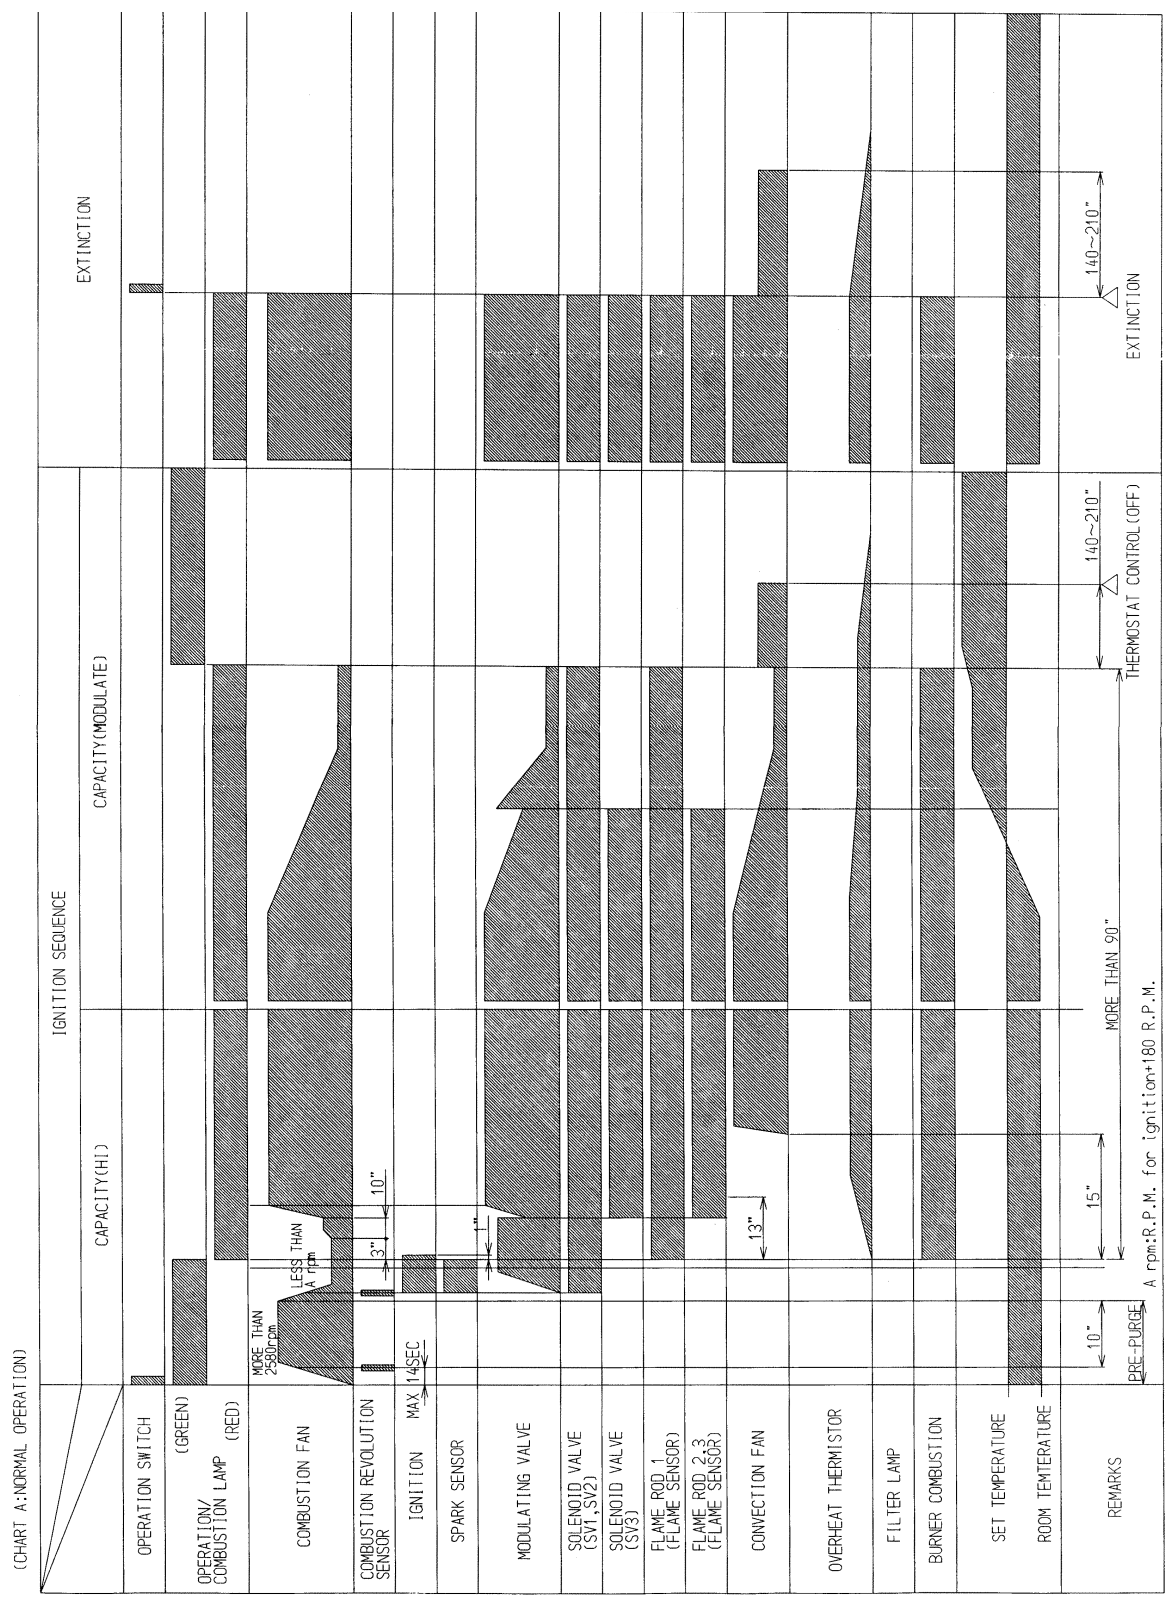 (CHART A:NORMAL OPERATION)
IGNITION SEQUENCE
EXTINCTION
CAPACITY(HI)
CAPACITY(MODULATE)
OPERATION SWITCH
OPERATION/
COMBUSTION LAMP
(GREEN)
(RED)
COMBUSTION FAN
MORE THAN
2580rpm
LESS THAN
A rpm
3"
10"
COMBUSTION REVOLUTION
SENSOR
IGNITION
MAX 14SEC
SPARK SENSOR
1"
MODULATING VALVE
SOLENOID VALVE
(SV1,SV2)
SOLENOID VALVE
(SV3)
FLAME ROD 1
(FLAME SENSOR)
FLAME ROD 2,3
(FLAME SENSOR)
CONVECTION FAN
13"
OVERHEAT THERMISTOR
FILTER LAMP
BURNER COMBUSTION
SET TEMPERATURE
ROOM TEMTERATURE
REMARKS
10"
15"
140~210"
140~210"
PRE-PURGE
MORE THAN 90"
THERMOSTAT CONTROL(OFF)
EXTINCTION
A rpm:R.P.M. for ignition+180 R.P.M.